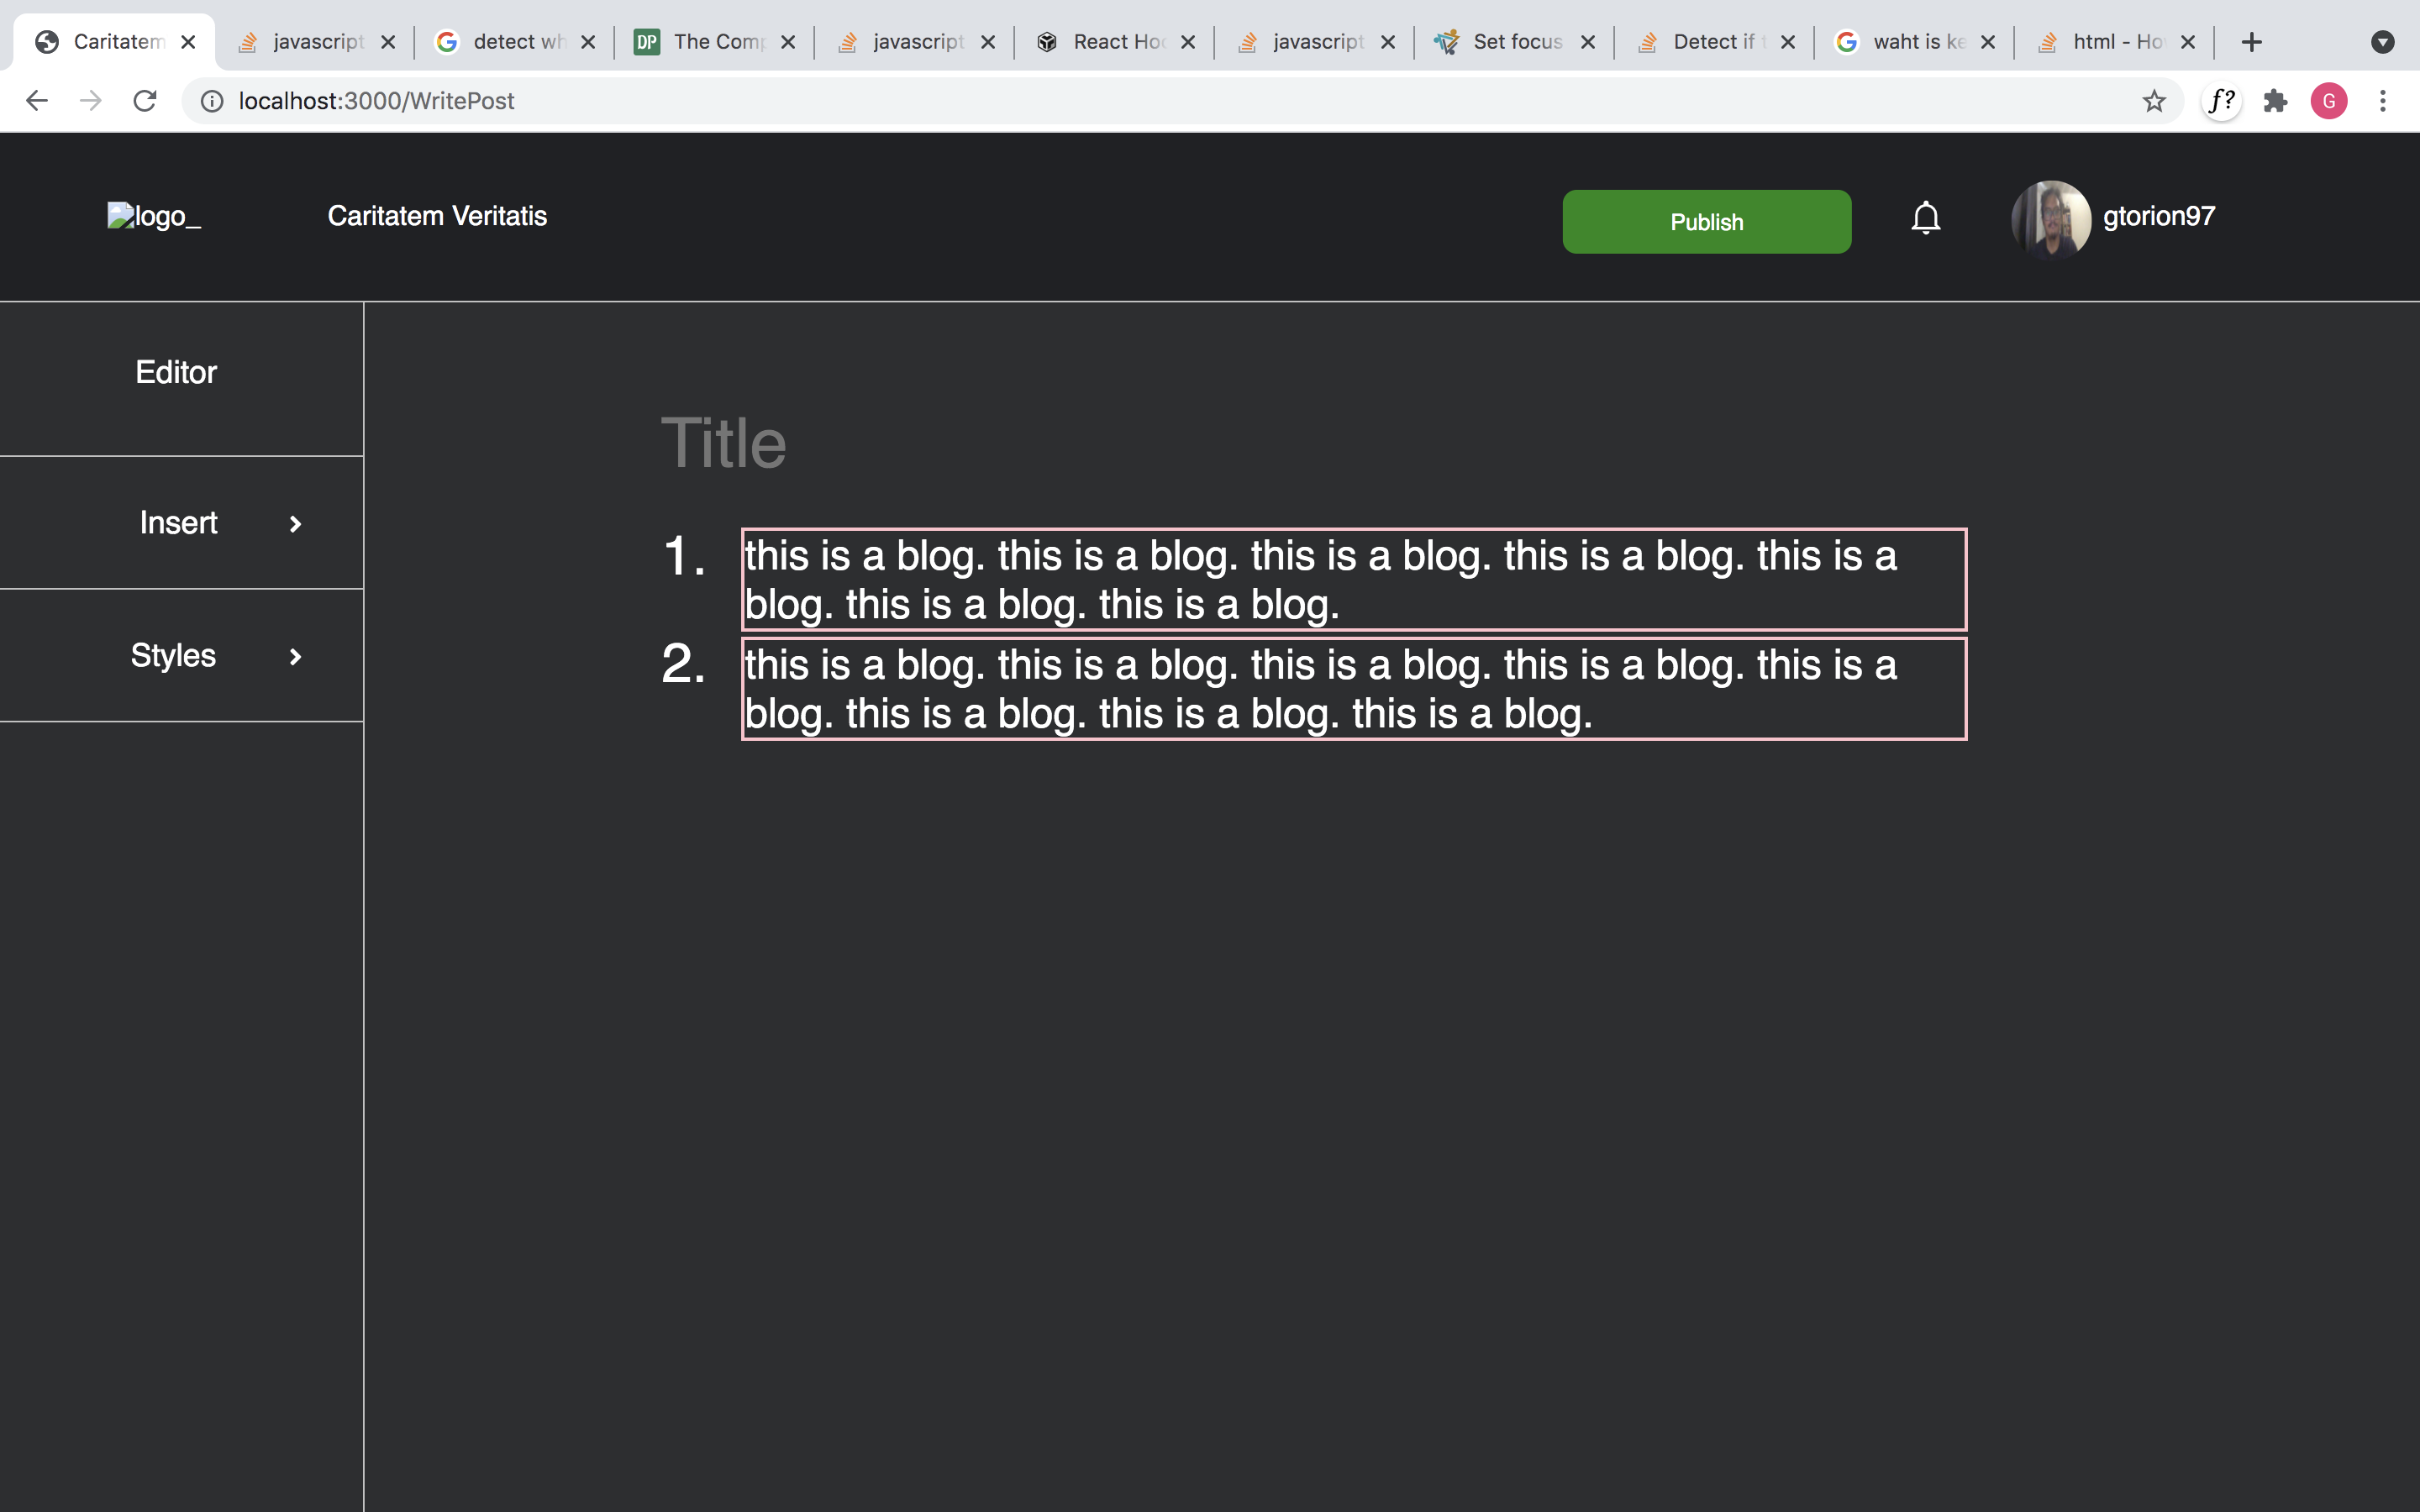 Caritatem
javascript
detect wh
DP The Comp
javascript
React Hoo
javascript
Set focus
Detect if t
waht is ke
html - Ho
localhost:3000/WritePost
f?
G
logo_
Caritatem Veritatis
Publish
gtorion97
Editor
Insert
Styles
Title
1. this is a blog. this is a blog. this is a blog. this is a blog. this is a
blog. this is a blog. this is a blog.
2. this is a blog. this is a blog. this is a blog. this is a blog. this is a
blog. this is a blog. this is a blog. this is a blog.